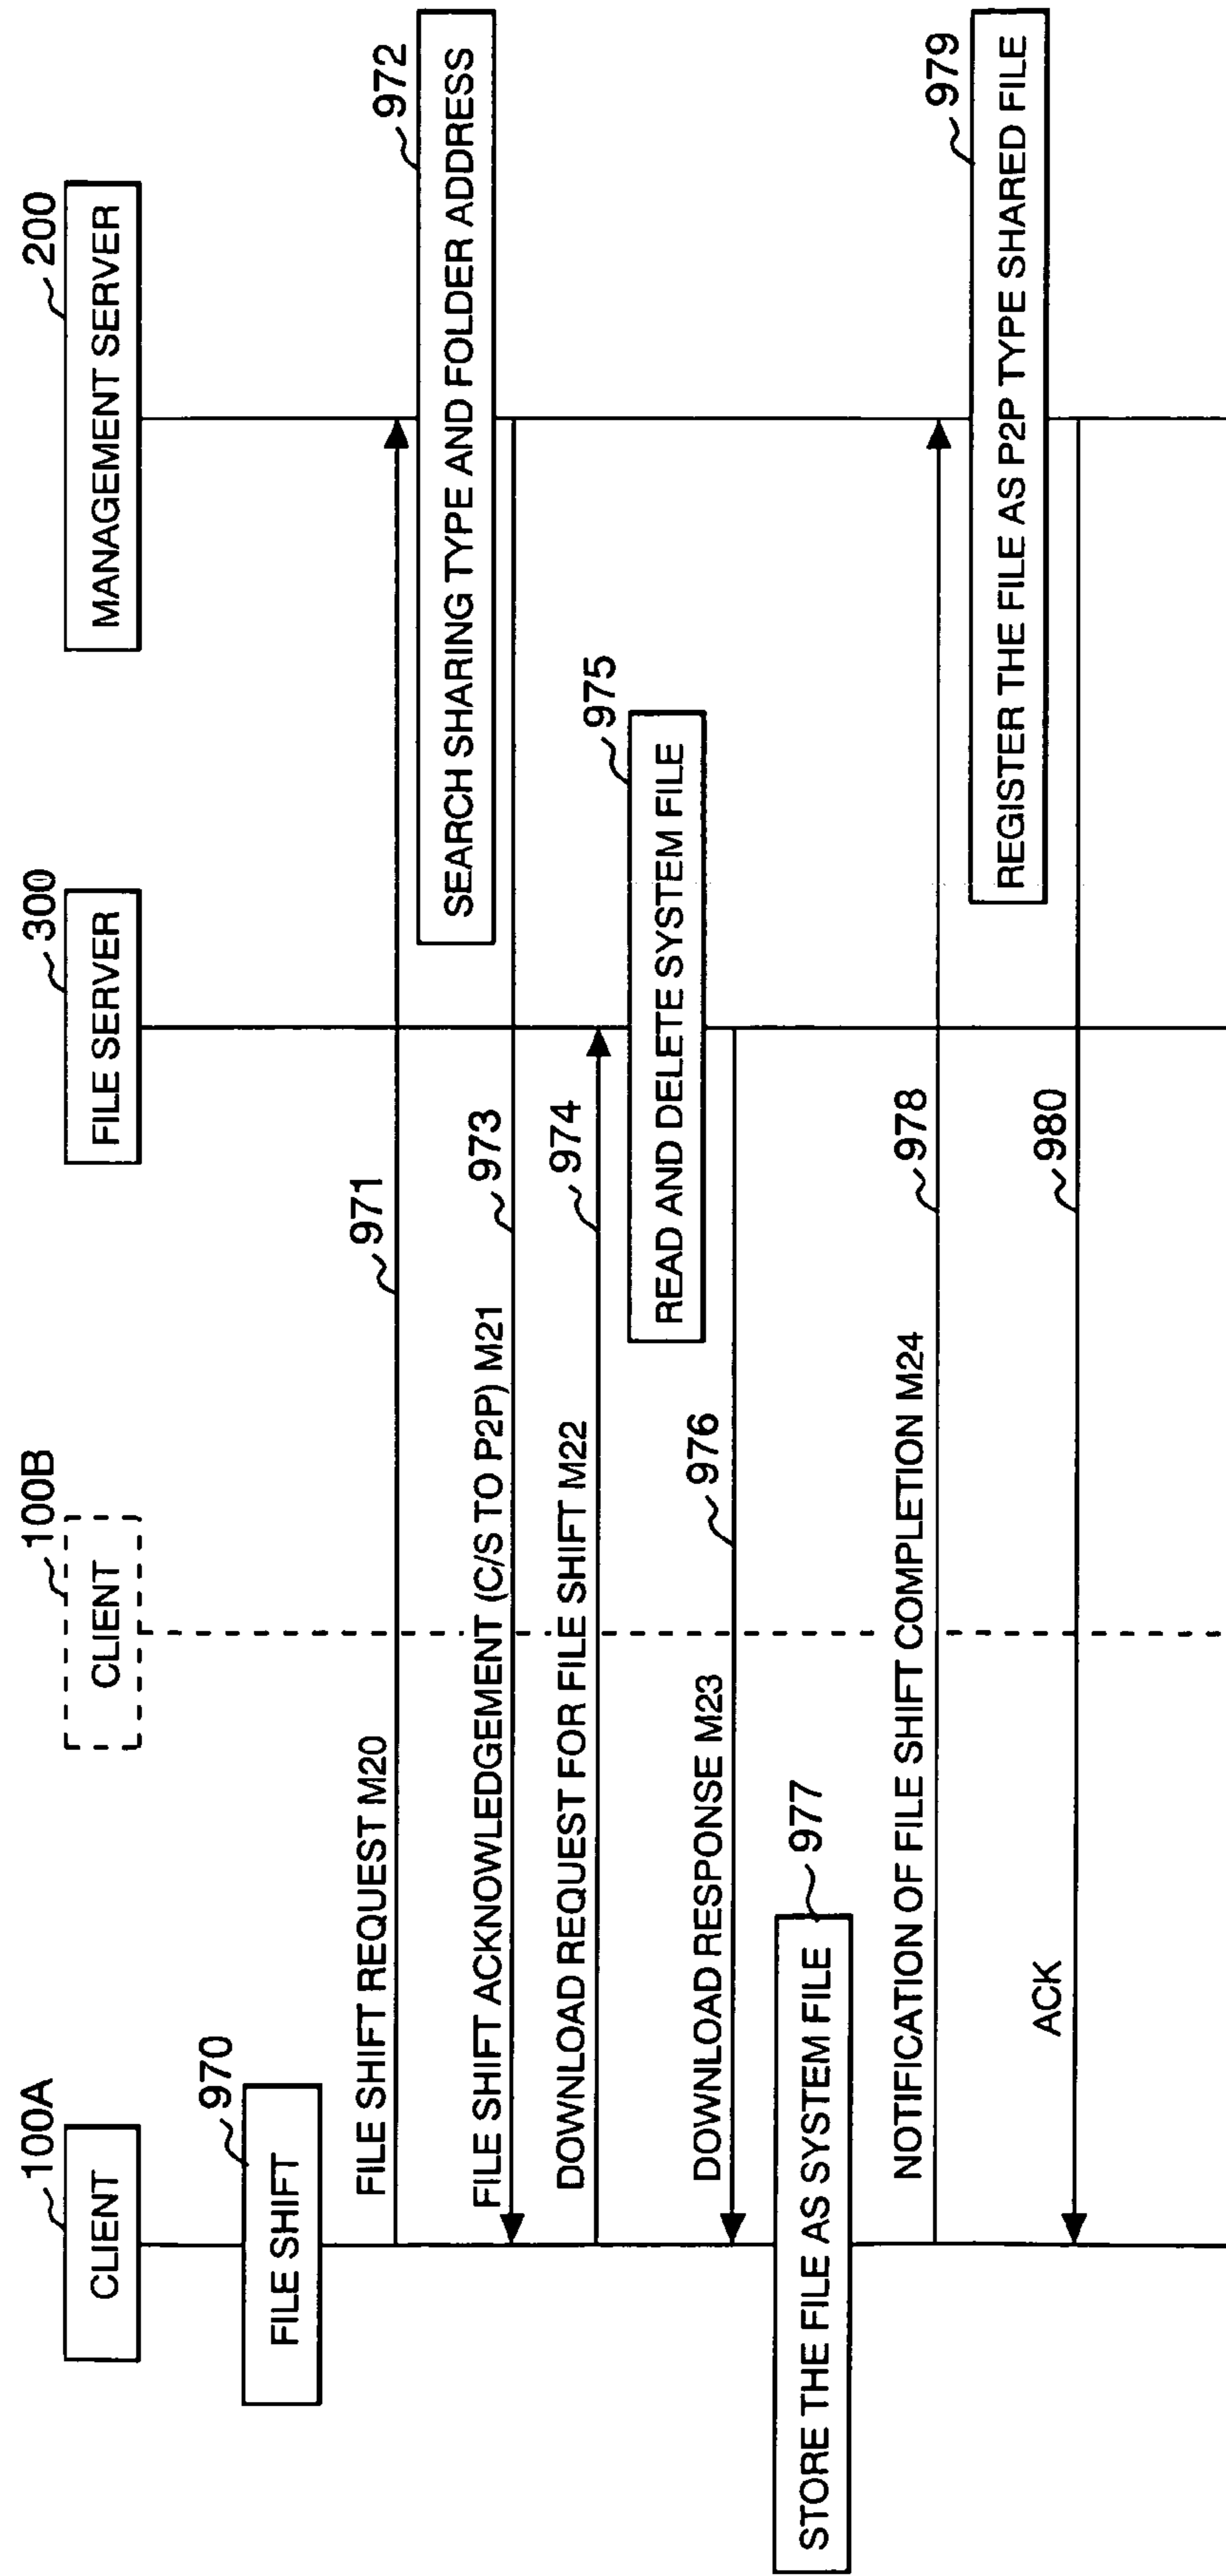 100A
CLIENT
100B
CLIENT
300
FILE SERVER
200
MANAGEMENT SERVER
970
FILE SHIFT
FILE SHIFT REQUEST M20
971
972
SEARCH SHARING TYPE AND FOLDER ADDRESS
FILE SHIFT ACKNOWLEDGEMENT (C/S TO P2P) M21
973
DOWNLOAD REQUEST FOR FILE SHIFT M22
974
975
READ AND DELETE SYSTEM FILE
DOWNLOAD RESPONSE M23
976
977
STORE THE FILE AS SYSTEM FILE
NOTIFICATION OF FILE SHIFT COMPLETION M24
978
979
REGISTER THE FILE AS P2P TYPE SHARED FILE
ACK
980